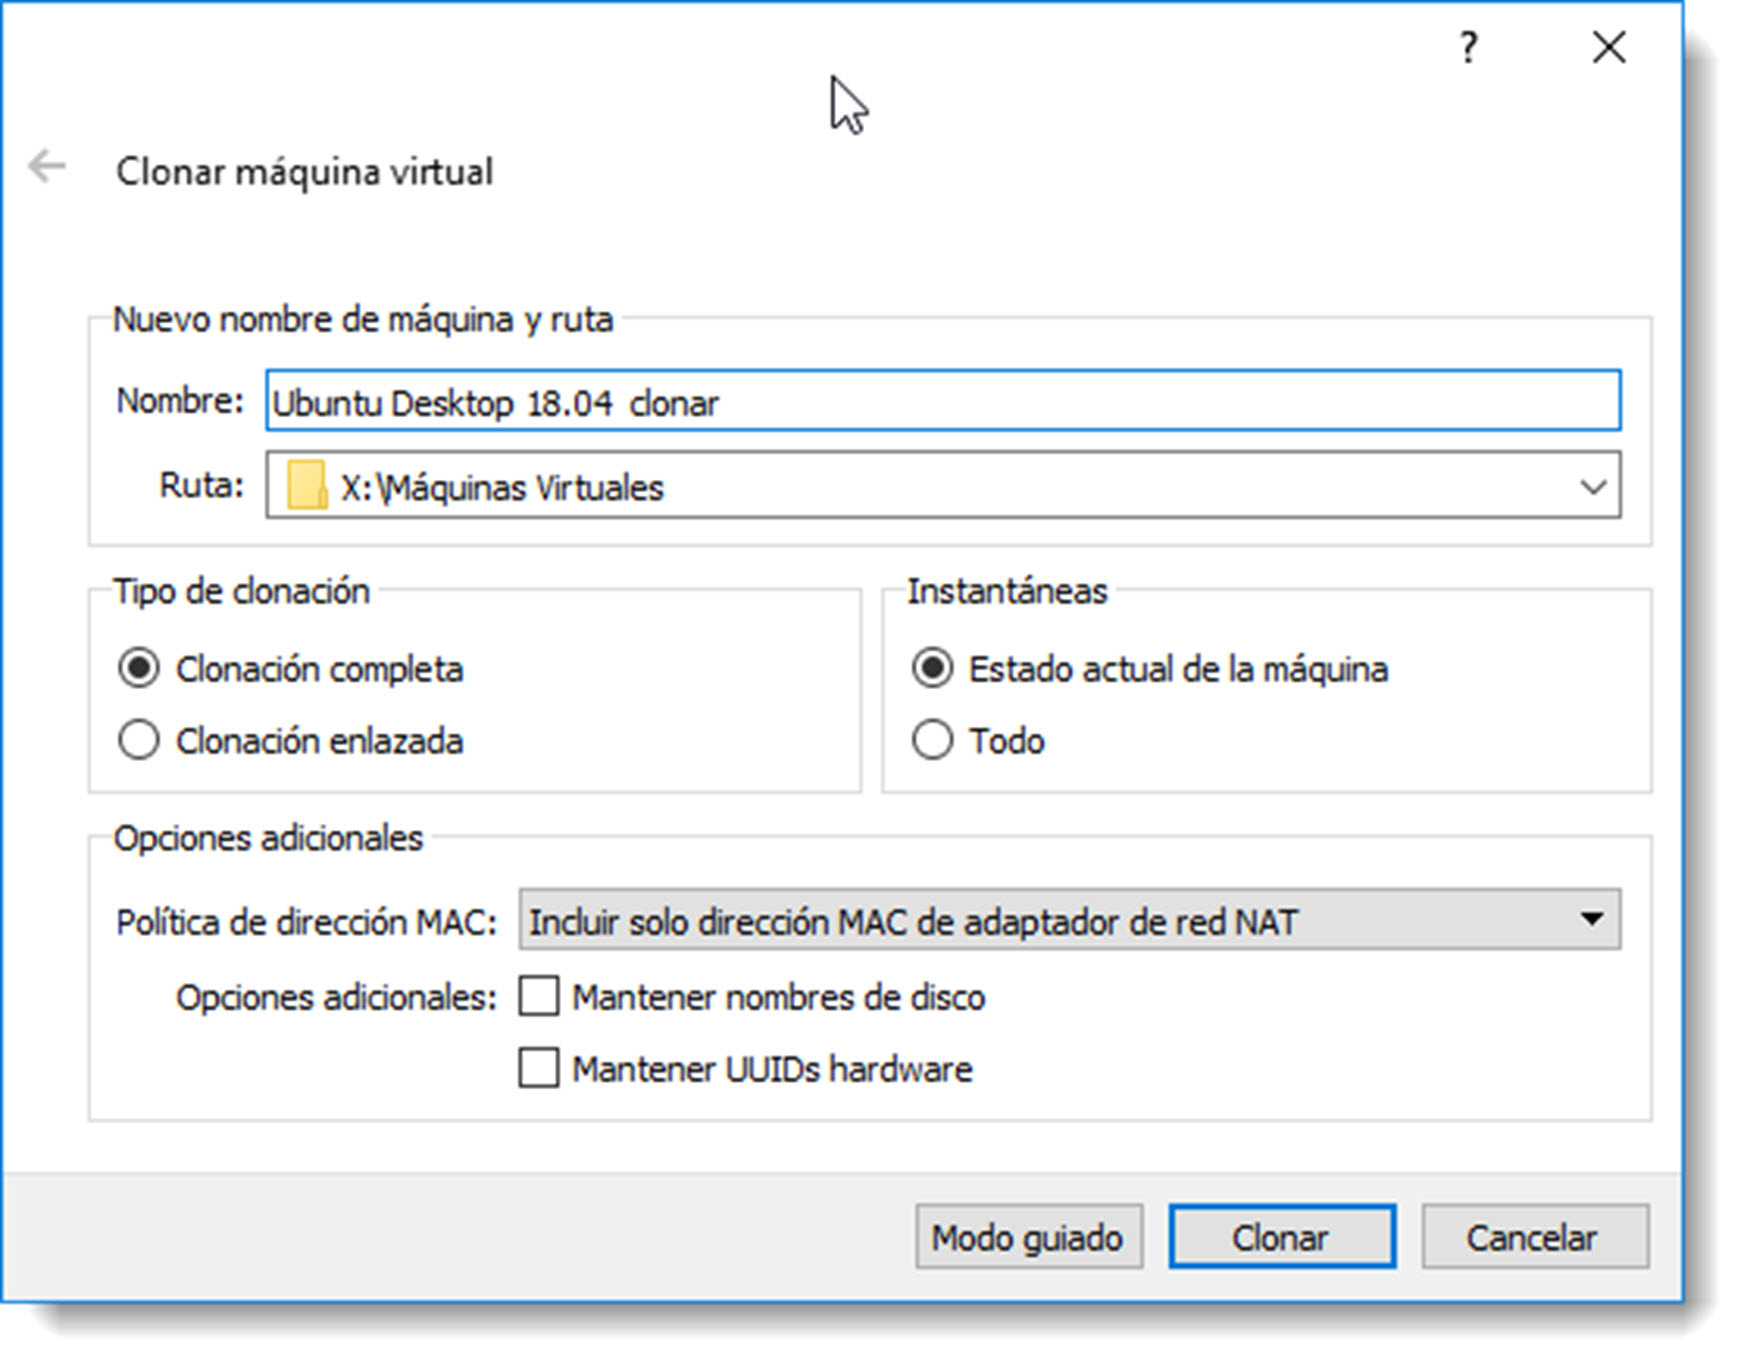 ?
Clonar máquina virtual
Nuevo nombre de máquina y ruta
Nombre: Ubuntu Desktop 18.04 clonar
Ruta: X:\Máquinas Virtuales
Tipo de clonación
Clonación completa
Clonación enlazada
Instantáneas
Estado actual de la máquina
Todo
Opciones adicionales
Política de dirección MAC: Incluir solo dirección MAC de adaptador de red NAT
Opciones adicionales: Mantener nombres de disco
Mantener UUIDs hardware
Modo guiado Clonar Cancelar